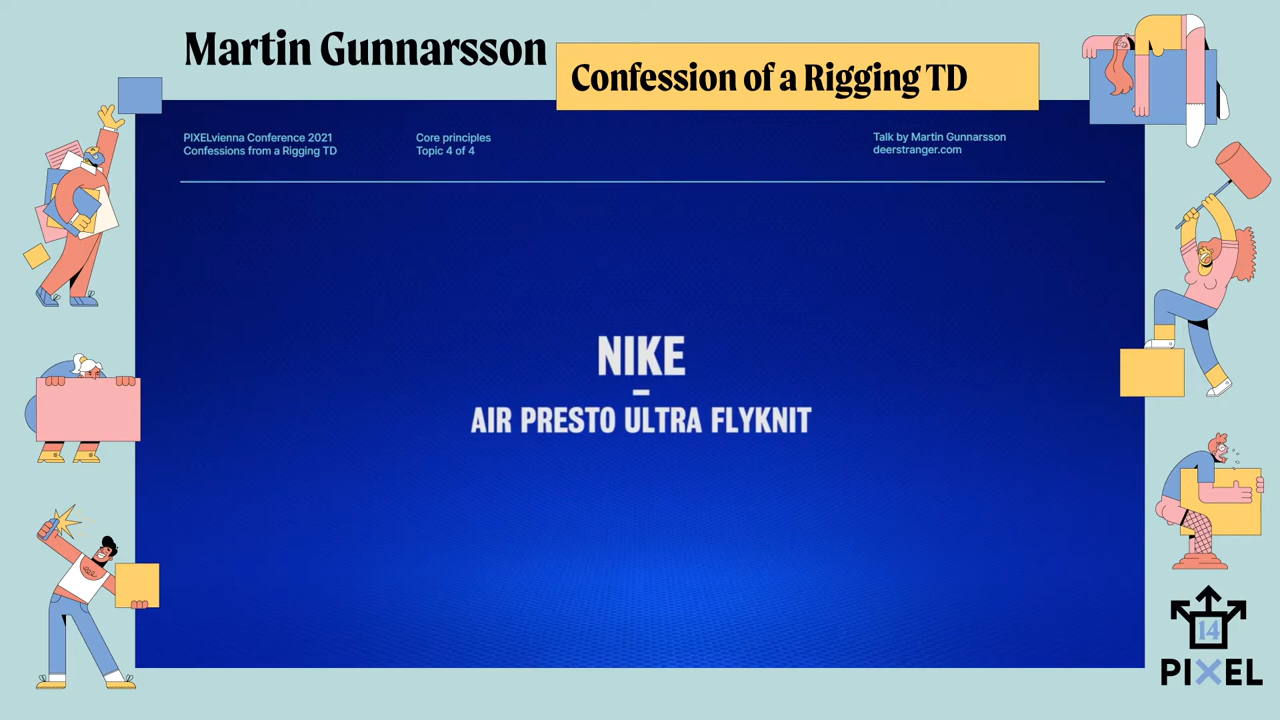 Martin Gunnarsson
Confession of a Rigging TD
PIXELvienna Conference 2021
Confessions from a Rigging TD
Core principles
Topic 4 of 4
Talk by Martin Gunnarsson
deerstranger.com
NIKE
–
AIR PRESTO ULTRA FLYKNIT
14
PIXEL